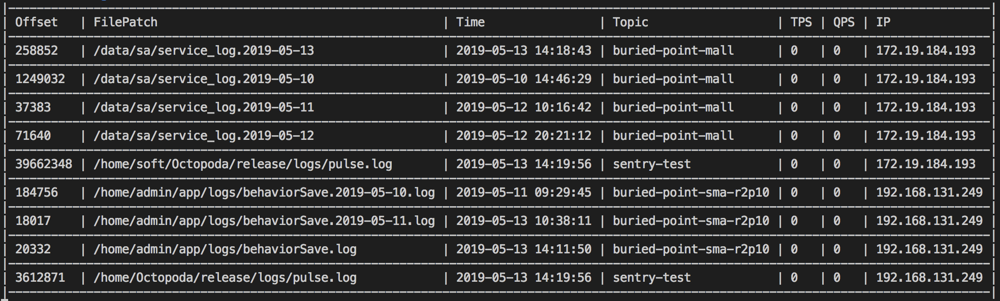 | Offset | FilePatch | Time | Topic | TPS | QPS | IP |
| 258852 | /data/sa/service_log.2019-05-13 | 2019-05-13 14:18:43 | buried-point-mall | 0 | 0 | 172.19.184.193 |
| 1249032 | /data/sa/service_log.2019-05-10 | 2019-05-10 14:46:29 | buried-point-mall | 0 | 0 | 172.19.184.193 |
| 37383 | /data/sa/service_log.2019-05-11 | 2019-05-12 10:16:42 | buried-point-mall | 0 | 0 | 172.19.184.193 |
| 71640 | /data/sa/service_log.2019-05-12 | 2019-05-12 20:21:12 | buried-point-mall | 0 | 0 | 172.19.184.193 |
| 39662348 | /home/soft/Octopoda/release/logs/pulse.log | 2019-05-13 14:19:56 | sentry-test | 0 | 0 | 172.19.184.193 |
| 184756 | /home/admin/app/logs/behaviorSave.2019-05-10.log | 2019-05-11 09:29:45 | buried-point-sma-r2p10 | 0 | 0 | 192.168.131.249 |
| 18017 | /home/admin/app/logs/behaviorSave.2019-05-11.log | 2019-05-13 10:38:11 | buried-point-sma-r2p10 | 0 | 0 | 192.168.131.249 |
| 20332 | /home/admin/app/logs/behaviorSave.log | 2019-05-13 14:11:50 | buried-point-sma-r2p10 | 0 | 0 | 192.168.131.249 |
| 3612871 | /home/Octopoda/release/logs/pulse.log | 2019-05-13 14:19:56 | sentry-test | 0 | 0 | 192.168.131.249 |